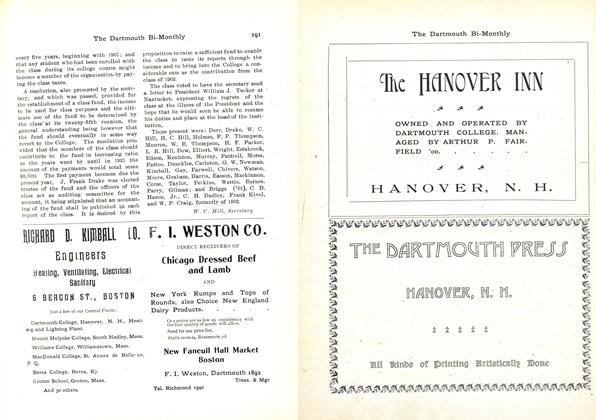 The Dartmouth Bi-Monthly 291
every five years, beginning with 1907; and
that any student who had been enrolled with
the class during its college course might
become a member of the organization by pay-
ing the class taxes.
A resolution, also presented by the secre-
tary, and which was passed, provided for
the establishment of a class fund, the income
to be used for class purposes and the ulti-
mate use of the fund to be determined by
the class at its twenty-fifth reunion, the
general understanding being however that
the fund should eventually in some way
revert to the College. The resolution pro-
vided that the members of the class should
contribute to the fund in increasing ratio
as the years went by until in 1927 the
amount of the payments would total some
$8,000. The first payment becomes due the
present year. J. Frank Drake was elected
trustee of the fund and the officers of the
class act as auditing committee for the
account, it being stipulated that an account-
ing of the fund shall be published in each
report of the class. It is desired by this
proposition to raise a sufficient fund to enable
the class to issue its reports through the
income and to bring into the College a con-
siderable sum as the contribution from the
class of 1902.
The class voted to have the secretary send
a letter to President William J. Tucker at
Nantucket, expressing the regrets of the
class at the illness of the President and the
hope that he would soon be able to resume
his duties and place at the head of the insti-
tution.
Those present were: Dorr, Drake, W. C.
Hill, H. C. Hill, Holmes, P. P. Thompson,
Munroe, W. B. Thompson, H. F. Parker,
L. R. Hill, Dow, Elliott, Wright, Estabrook,
Edson, Keniston, Murray, Pattrell, Morse,
Patten, Duncklee, Carleton, G. W. Newman,
Kimball, Gay, Farwell, Chivers, Watson,
Moore, Graham, Harris, Eason, Mackinnon,
Corse, Taylor, Perkins, Wattie, Barnes,
Parry, Gilman; and Briggs ('01), C. D.
Hazen, Jr., C. H. Dudley, Frank Kivel,
and W. P. Craig, formerly of 1902.
W. C. Hill, Secretary
RICHARD D. KIMBALL CO.
Engineers
Heating, Ventilating, Electrical
Sanitary
6 BEACON ST., BOSTON
Just a few of our Central Plants:
Dartmouth College, Hanover, N. H., Heat-
ing and Lighting Plant.
Mount Holyoke College, South Hadley, Mass.
Williams College, Williamstown, Mass.
MacDonald College, St. Annes de Bellevue,
P. Q.
Berea College, Berea, Ky.
Groton School, Groton, Mass.
And 30 others.
F. I. WESTON CO.
DIRECT RECEIVERS OF
Chicago Dressed Beef
and Lamb
AND
New York Rumps and Tops of
Rounds, also Choice New England
Dairy Products.
Our prices are as low as consistency with
the best quality of goods will allow.
Send for our price list.
New Faneuil Hall Market
Boston
F. I. Weston, Dartmouth 1892
Treas. & Mgr
Tel. Richmond 1540
The Dartmouth Bi-Monthly
The HANOVER INN
OWNED AND OPERATED BY
DARTMOUTH COLLEGE, MAN-
AGED BY ARTHUR P. FAIR-
FIELD '00.
HANOVER, N. H.
THE DARTMOUTH PRESS
HANOVER, N. H.
All Kinds of Printing Artistically Done